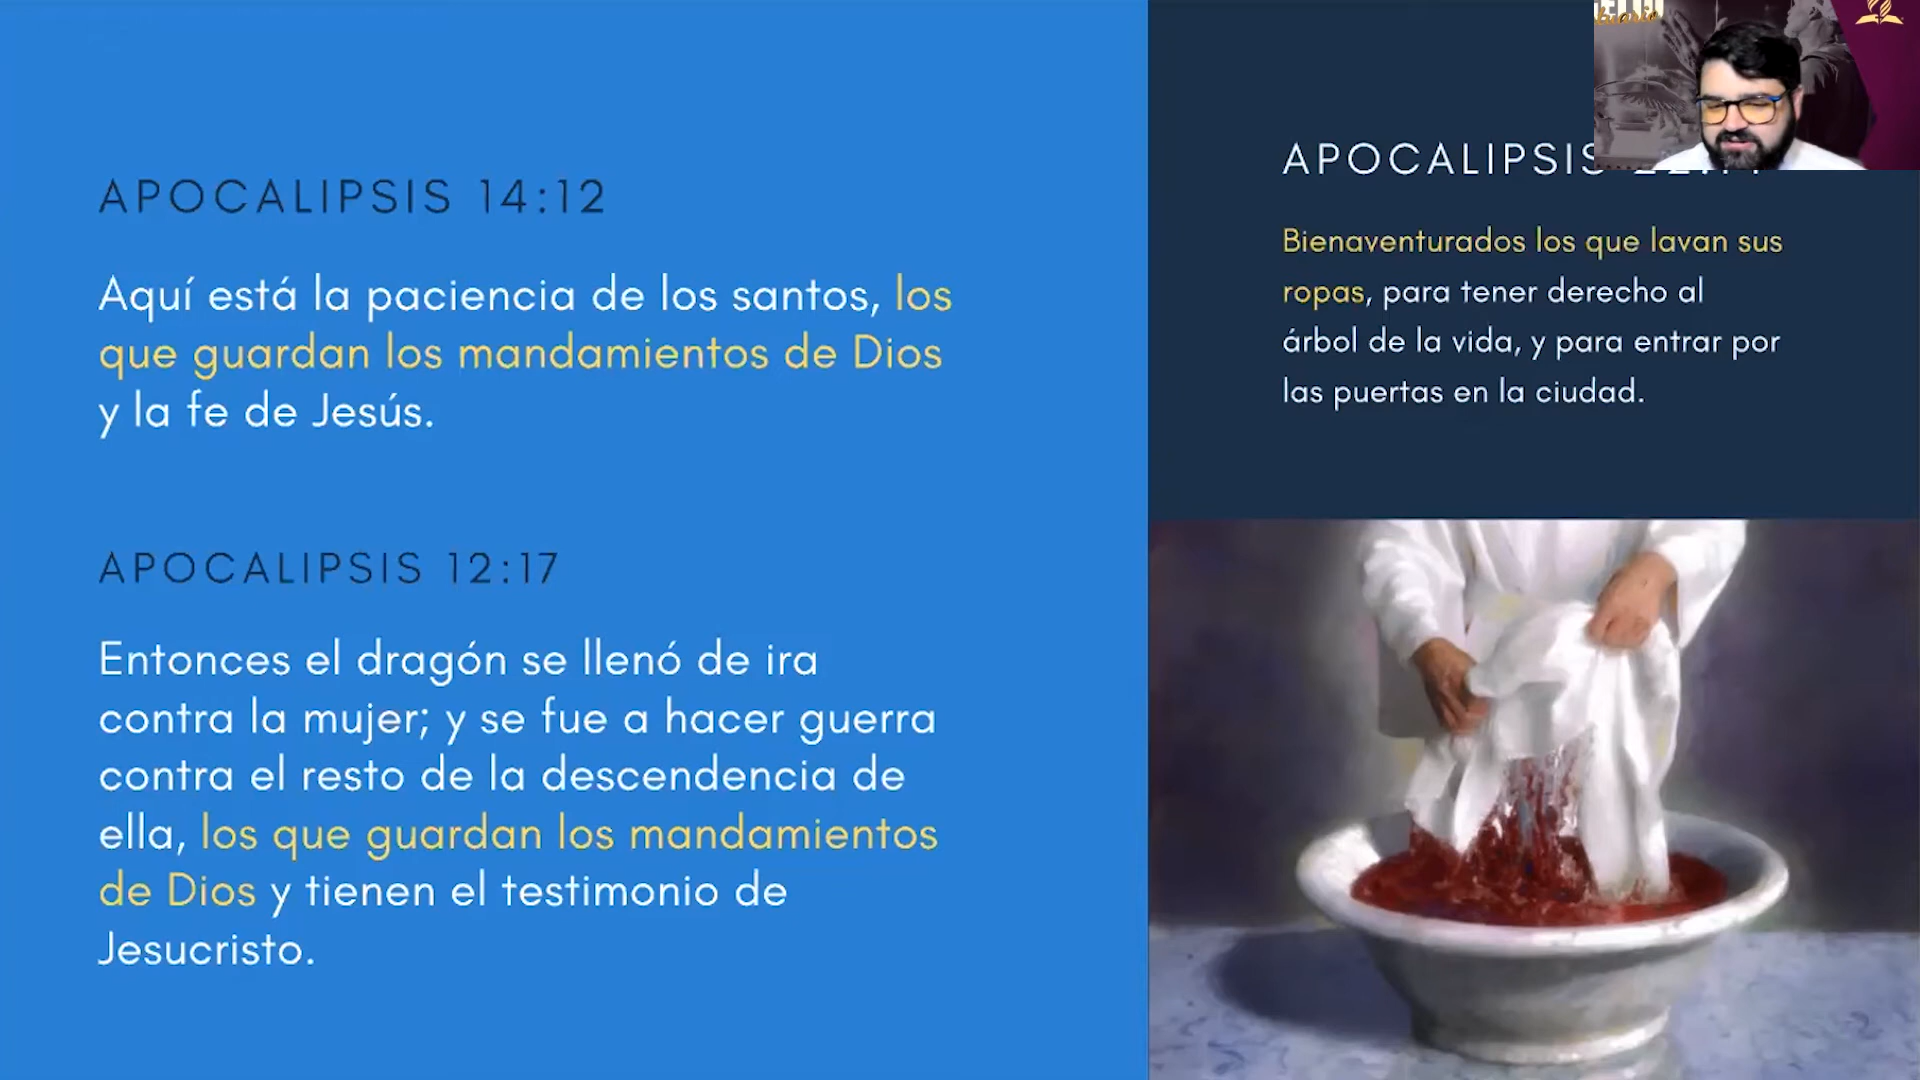 APOCALIPSIS 14:12
Aquí está la paciencia de los santos, los
que guardan los mandamientos de Dios
y la fe de Jesús.
APOCALIPSIS 12:17
Entonces el dragón se llenó de ira
contra la mujer; y se fue a hacer guerra
contra el resto de la descendencia de
ella, los que guardan los mandamientos
de Dios y tienen el testimonio de
Jesucristo.
APOCALIPSIS
Bienaventurados los que lavan sus
ropas, para tener derecho al
árbol de la vida, y para entrar por
las puertas en la ciudad.